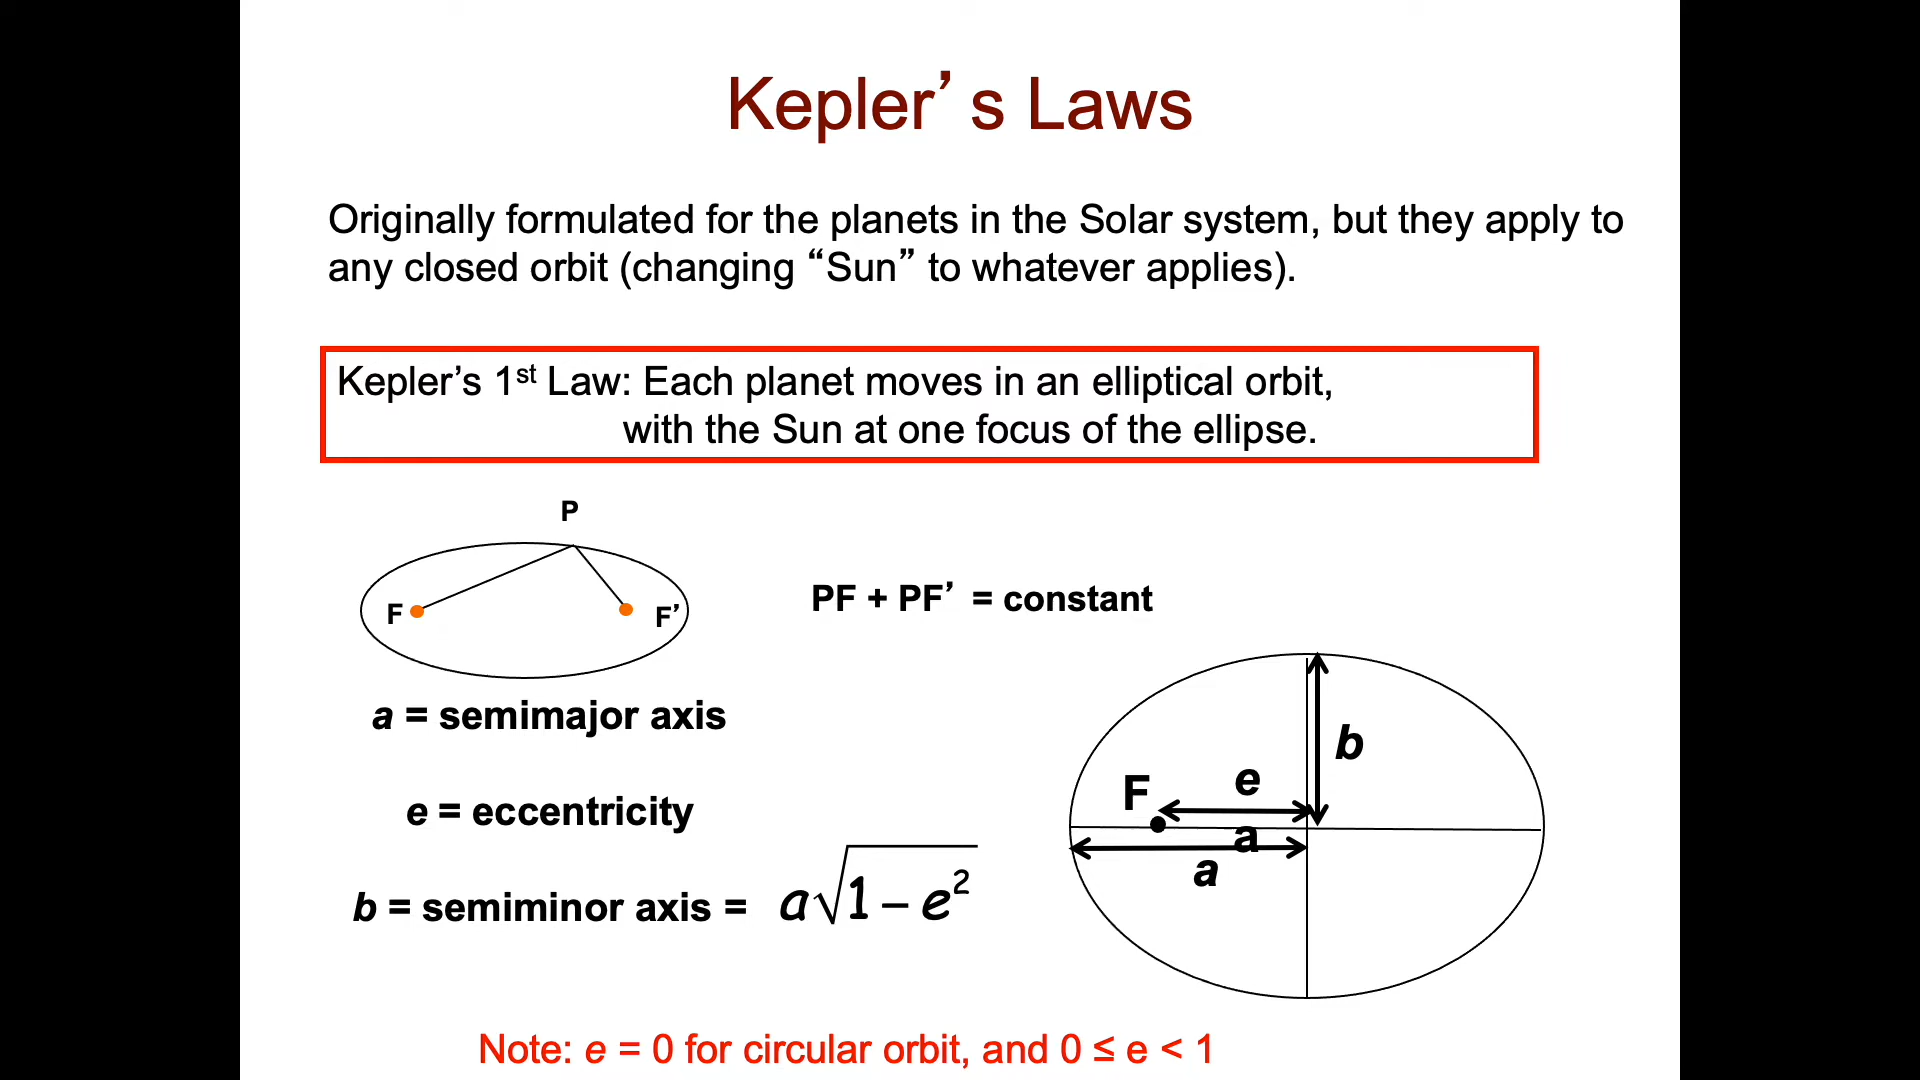 Kepler’s Laws
Originally formulated for the planets in the Solar system, but they apply to
any closed orbit (changing “Sun” to whatever applies).
Kepler’s 1st Law: Each planet moves in an elliptical orbit,
with the Sun at one focus of the ellipse.
P
F
F’
PF + PF’ = constant
a = semimajor axis
e = eccentricity
b = semiminor axis = a√1 – e²
b
F
e
a
a
Note: e = 0 for circular orbit, and 0 ≤ e < 1